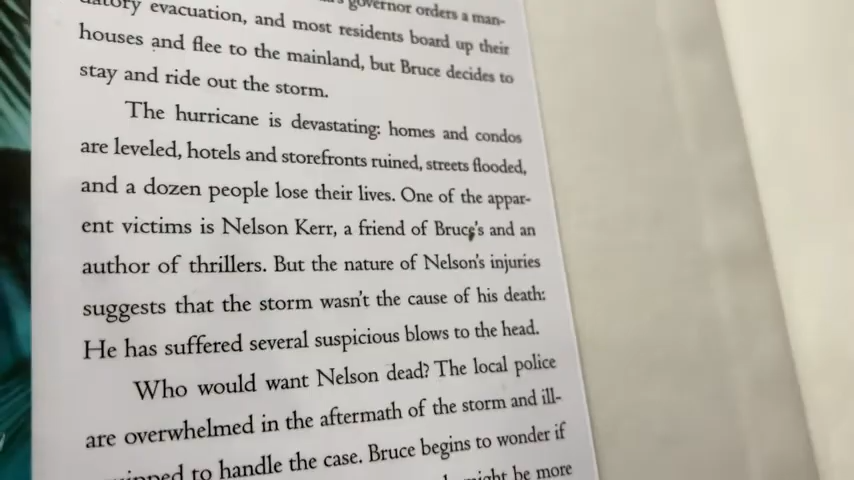 governor orders a man-
datory evacuation, and most residents board up their
houses and flee to the mainland, but Bruce decides to
stay and ride out the storm.
The hurricane is devastating: homes and condos
are leveled, hotels and storefronts ruined, streets flooded,
and a dozen people lose their lives. One of the appar-
ent victims is Nelson Kerr, a friend of Bruce's and an
author of thrillers. But the nature of Nelson's injuries
suggests that the storm wasn't the cause of his death:
He has suffered several suspicious blows to the head.
Who would want Nelson dead? The local police
are overwhelmed in the aftermath of the storm and ill-
equipped to handle the case. Bruce begins to wonder if
might be more